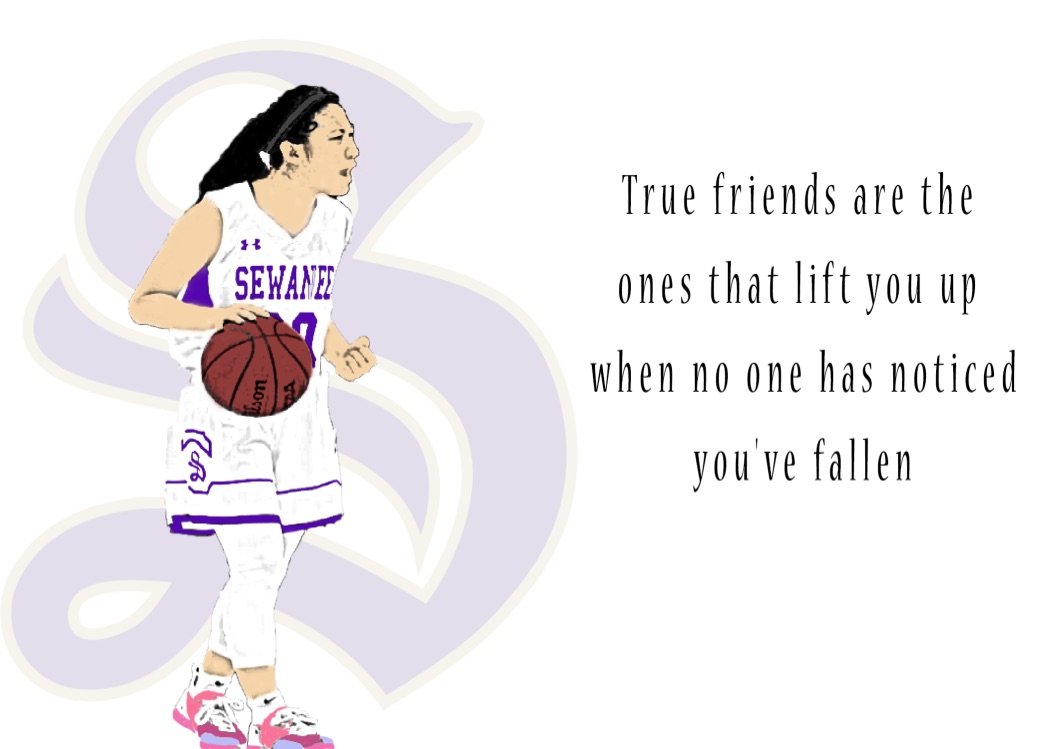 True friends are the
ones that lift you up
when no one has noticed
you've fallen
SEWANEE